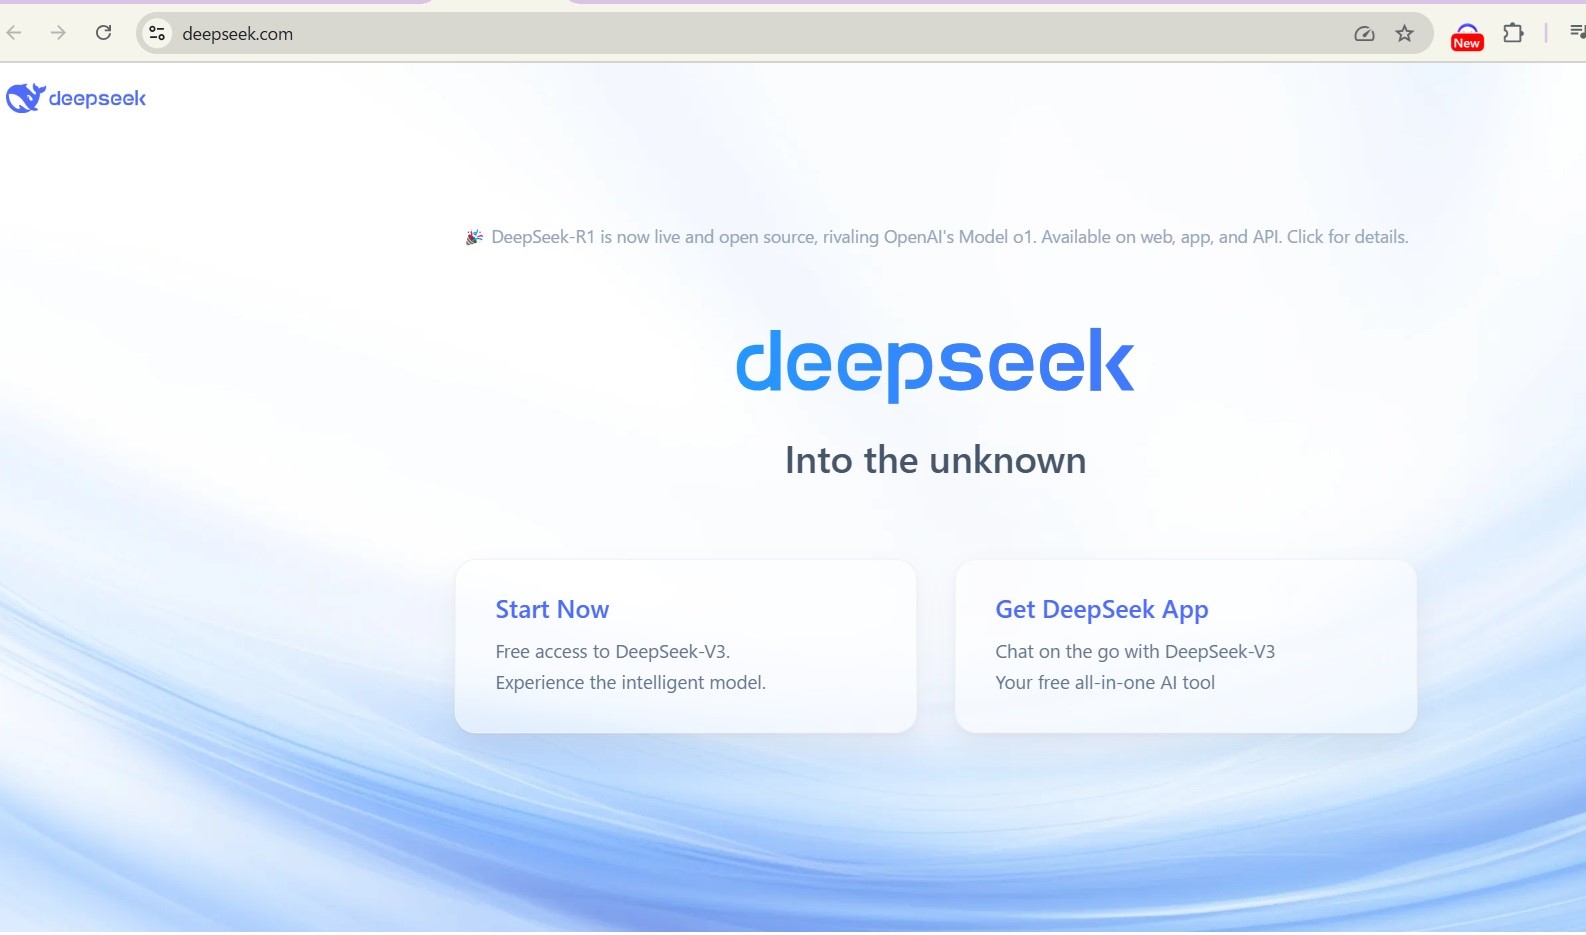 deepseek.com
New
deepseek
🎉 DeepSeek-R1 is now live and open source, rivaling OpenAI's Model o1. Available on web, app, and API. Click for details.
deepseek
Into the unknown
Start Now
Free access to DeepSeek-V3.
Experience the intelligent model.
Get DeepSeek App
Chat on the go with DeepSeek-V3
Your free all-in-one AI tool